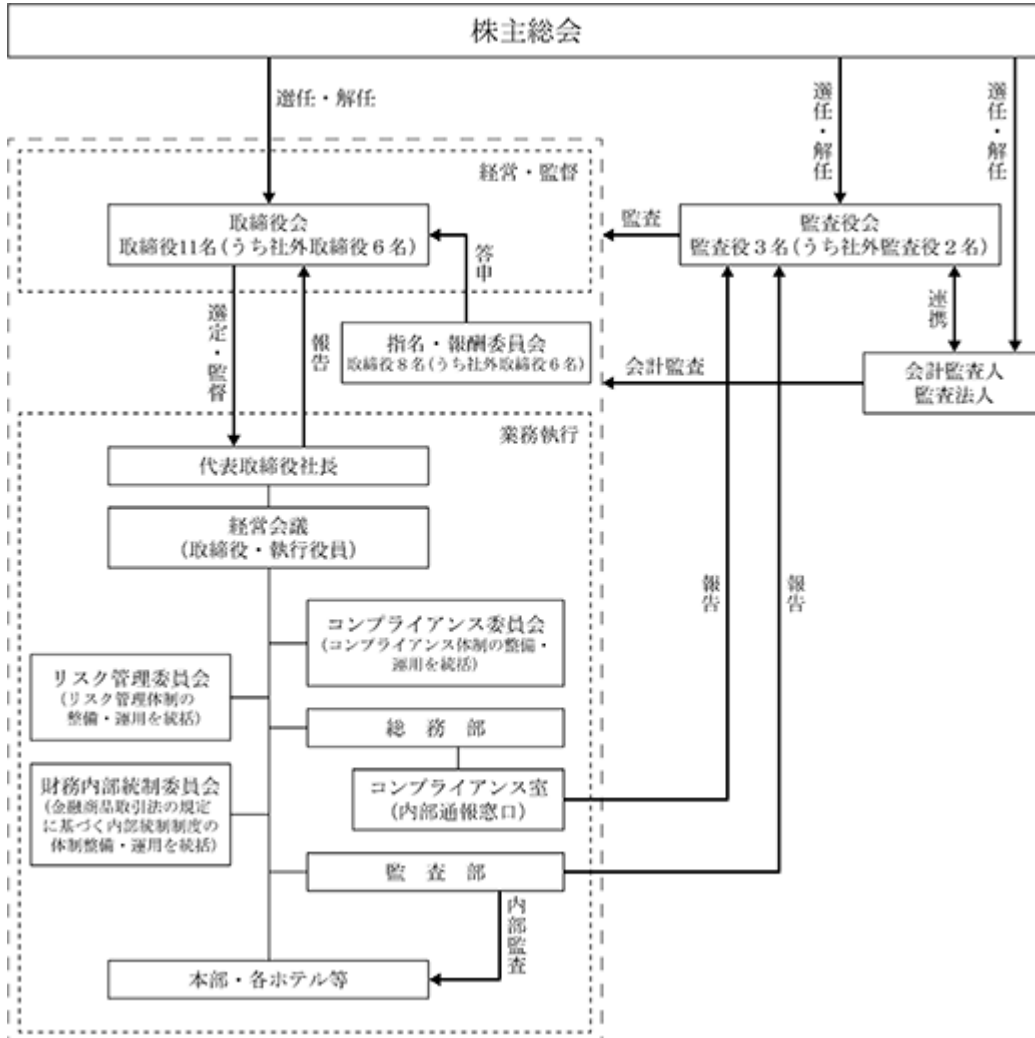 株主総会
選任・解任
選任・解任
選任・解任
経営・監督
取締役会
取締役11名(うち社外取締役6名)
監査
監査役会
監査役3名(うち社外監査役2名)
答申
選定・監督
報告
連携
指名・報酬委員会
取締役8名(うち社外取締役6名)
会計監査
会計監査人
監査法人
業務執行
代表取締役社長
経営会議
(取締役・執行役員)
報告
報告
コンプライアンス委員会
(コンプライアンス体制の整備・
運用を統括)
リスク管理委員会
(リスク管理体制の
整備・運用を統括)
総務部
財務内部統制委員会
(金融商品取引法の規定
に基づく内部統制制度の
体制整備・運用を統括)
コンプライアンス室
(内部通報窓口)
監査部
内部監査
本部・各ホテル等